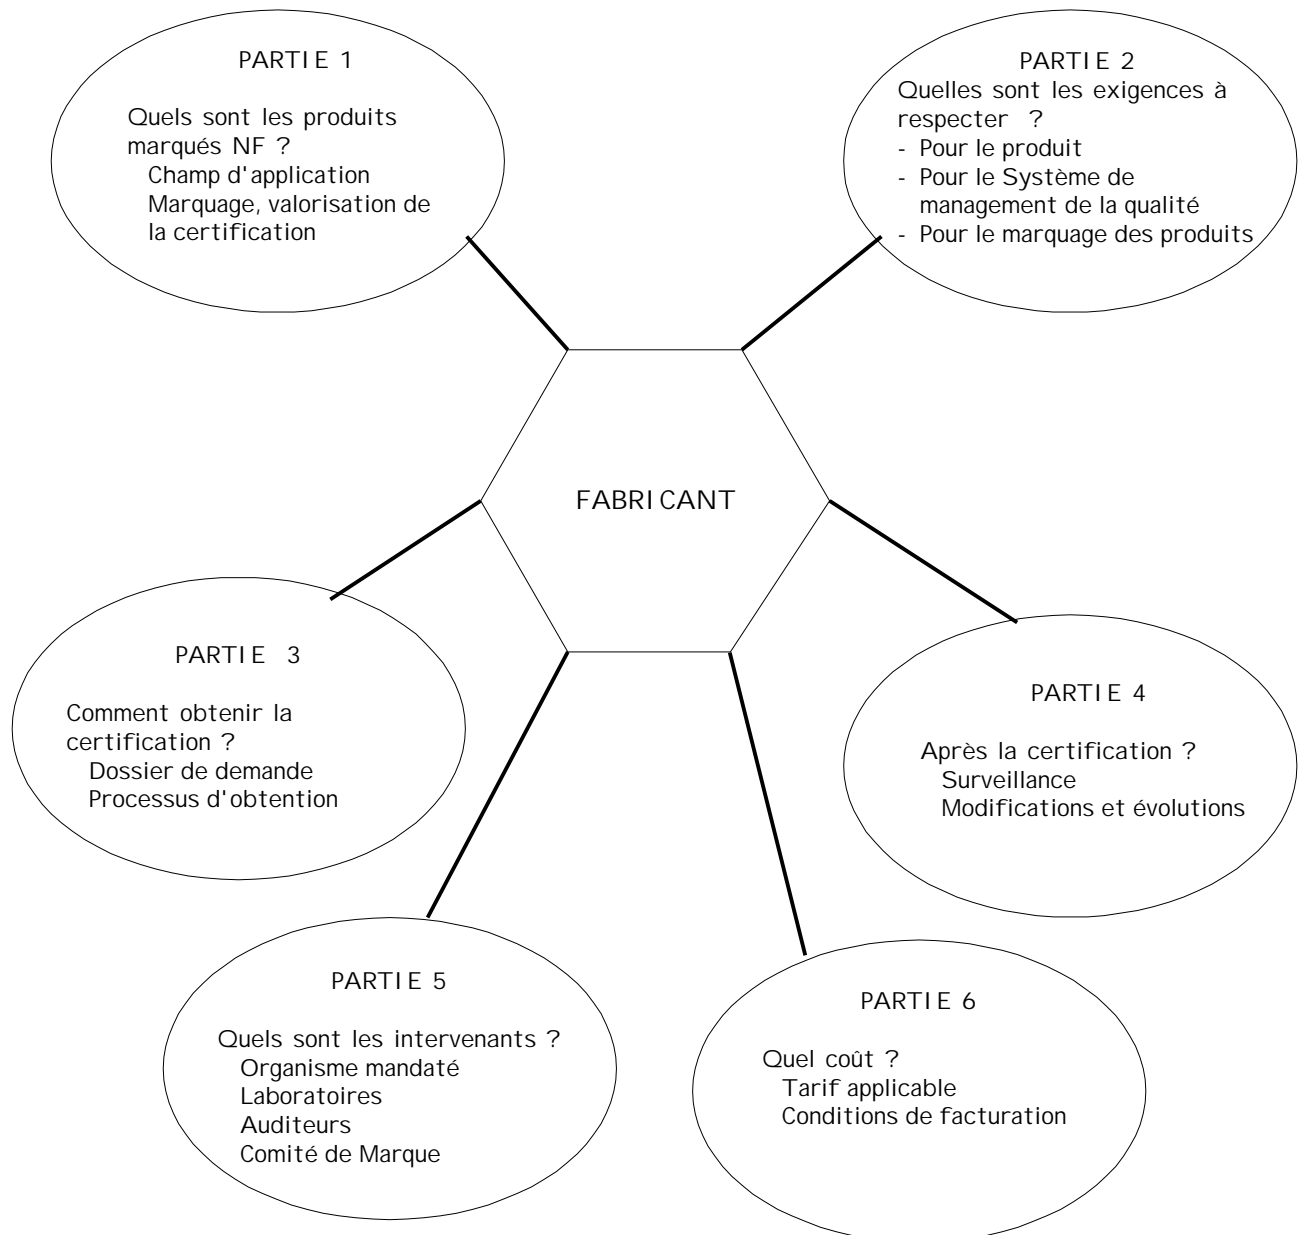 PARTIE 1
Quels sont les produits
marqués NF ?
Champ d'application
Marquage, valorisation de
la certification
PARTIE 2
Quelles sont les exigences à
respecter ?
- Pour le produit
- Pour le Système de
management de la qualité
- Pour le marquage des produits
FABRICANT
PARTIE 3
Comment obtenir la
certification ?
Dossier de demande
Processus d'obtention
PARTIE 4
Après la certification ?
Surveillance
Modifications et évolutions
PARTIE 5
Quels sont les intervenants ?
Organisme mandaté
Laboratoires
Auditeurs
Comité de Marque
PARTIE 6
Quel coût ?
Tarif applicable
Conditions de facturation